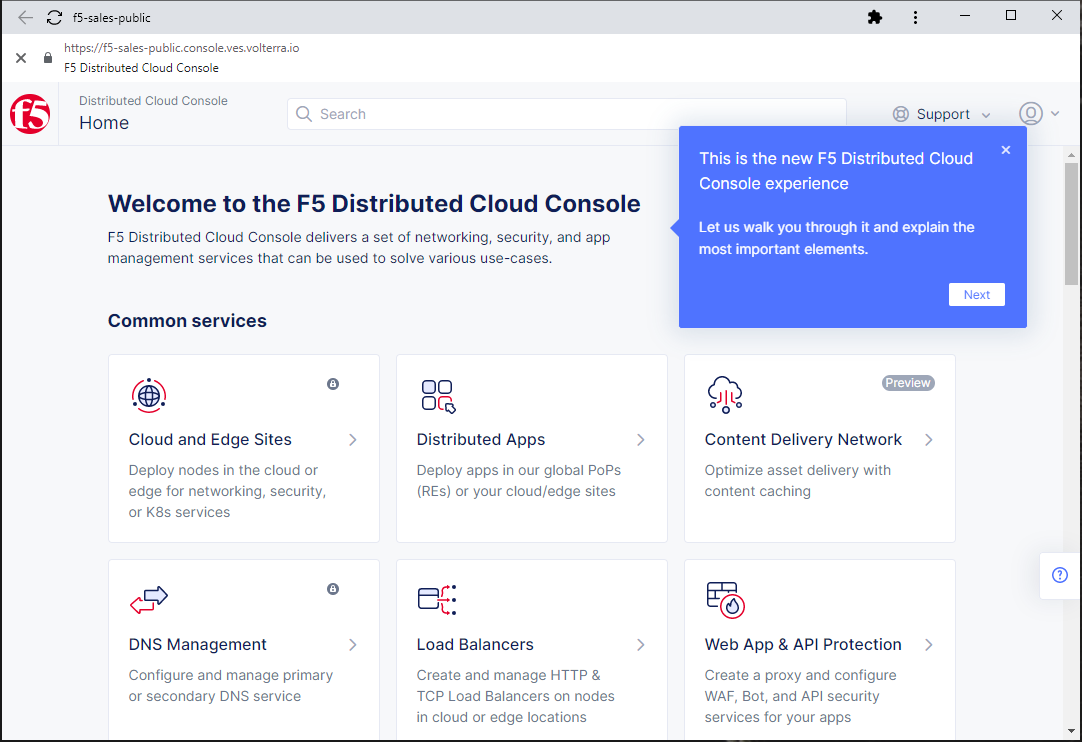 f5-sales-public
https://f5-sales-public.console.ves.volterra.io
F5 Distributed Cloud Console
f5
Distributed Cloud Console
Home
Search
Support
This is the new F5 Distributed Cloud
Console experience
Let us walk you through it and explain the
most important elements.
Next
Welcome to the F5 Distributed Cloud Console
F5 Distributed Cloud Console delivers a set of networking, security, and app
management services that can be used to solve various use-cases.
Common services
Cloud and Edge Sites
Deploy nodes in the cloud or
edge for networking, security,
or K8s services
Distributed Apps
Deploy apps in our global PoPs
(REs) or your cloud/edge sites
Preview
Content Delivery Network
Optimize asset delivery with
content caching
DNS Management
Configure and manage primary
or secondary DNS service
Load Balancers
Create and manage HTTP &
TCP Load Balancers on nodes
in cloud or edge locations
Web App & API Protection
Create a proxy and configure
WAF, Bot, and API security
services for your apps